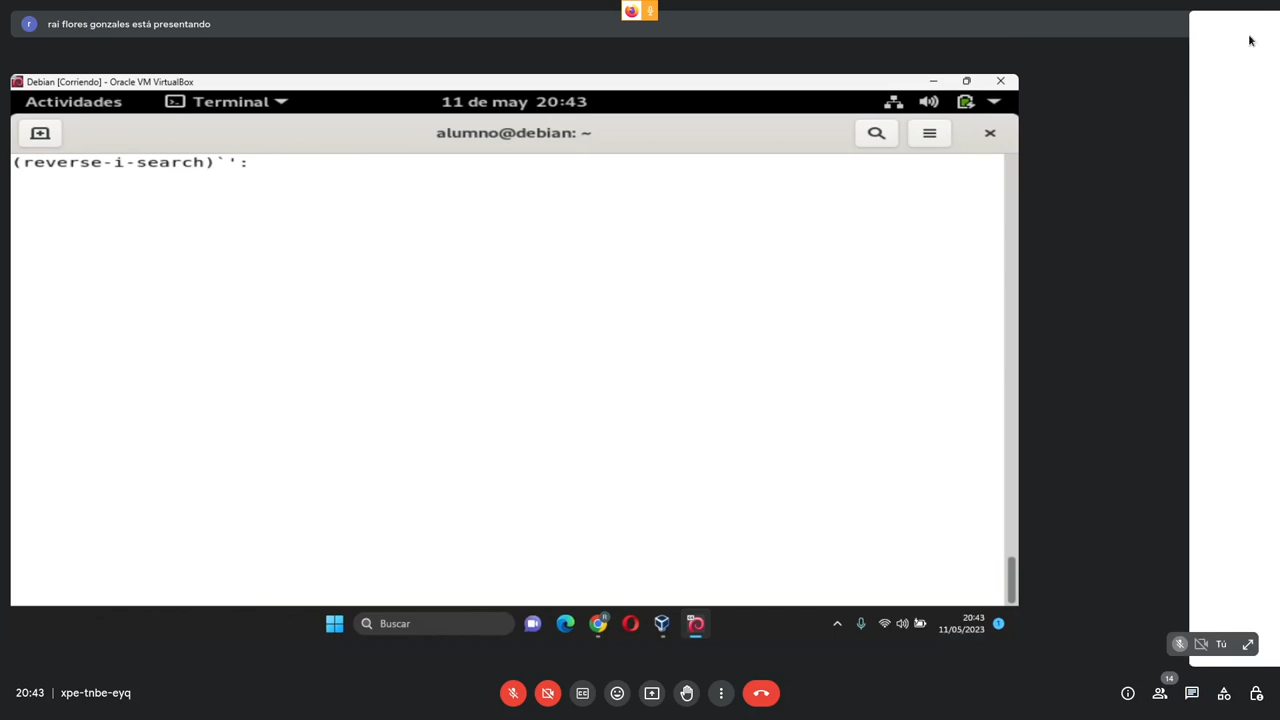 r rai flores gonzales está presentando
Debian [Corriendo] - Oracle VM VirtualBox
Actividades Terminal 11 de may 20:43
alumno@debian: ~
(reverse-i-search)`':
Buscar
20:43
11/05/2023
1
Tú
14
20:43 | xpe-tnbe-eyq